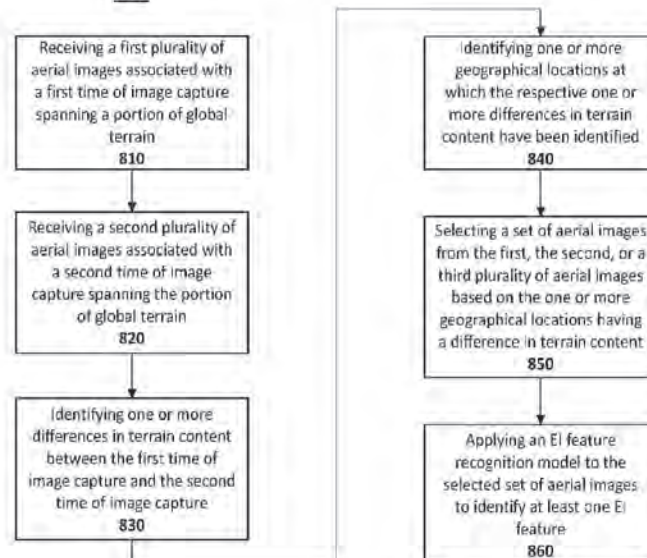 Receiving a first plurality of
aerial images associated with
a first time of image capture
spanning a portion of global
terrain
810
Receiving a second plurality of
aerial images associated with
a second time of image
capture spanning the portion
of global terrain
820
Identifying one or more
differences in terrain content
between the first time of
image capture and the second
time of image capture
830
Identifying one or more
geographical locations at
which the respective one or
more differences in terrain
content have been identified
840
Selecting a set of aerial images
from the first, the second, or a
third plurality of aerial images
based on the one or more
geographical locations having
a difference in terrain content
850
Applying an EI feature
recognition model to the
selected set of aerial images
to identify at least one EI
feature
860